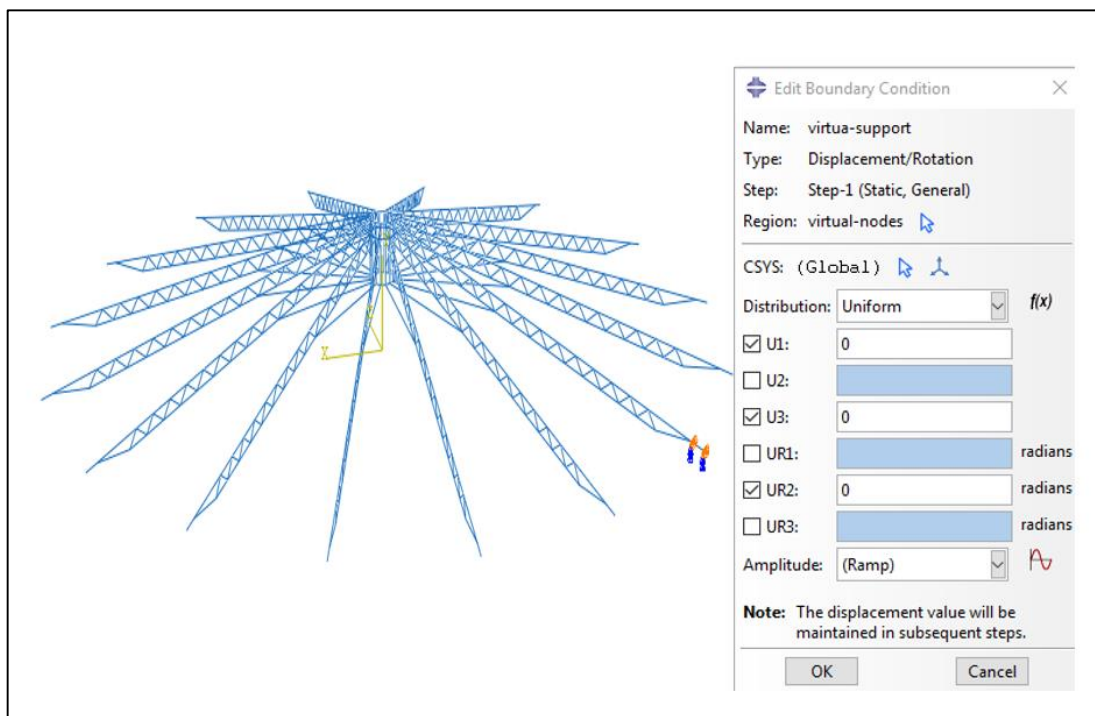 Edit Boundary Condition
Name: virtua-support
Type: Displacement/Rotation
Step: Step-1 (Static, General)
Region: virtual-nodes
CSYS: (Global)
Distribution: Uniform f(x)
U1: 0
U2:
U3: 0
UR1: radians
UR2: 0 radians
UR3: radians
Amplitude: (Ramp)
Note: The displacement value will be
maintained in subsequent steps.
OK Cancel
X